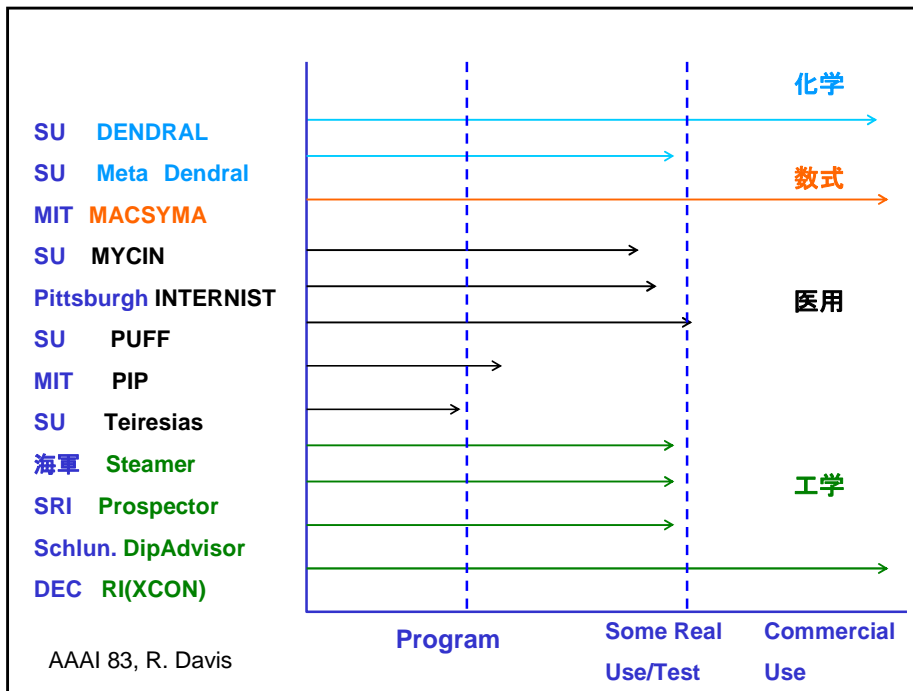 化学
SU DENDRAL
SU Meta Dendral
数式
MIT MACSYMA
SU MYCIN
Pittsburgh INTERNIST
医用
SU PUFF
MIT PIP
SU Teiresias
海軍 Steamer
工学
SRI Prospector
Schlun. DipAdvisor
DEC RI(XCON)
Program
Some Real
Use/Test
Commercial
Use
AAAI 83, R. Davis